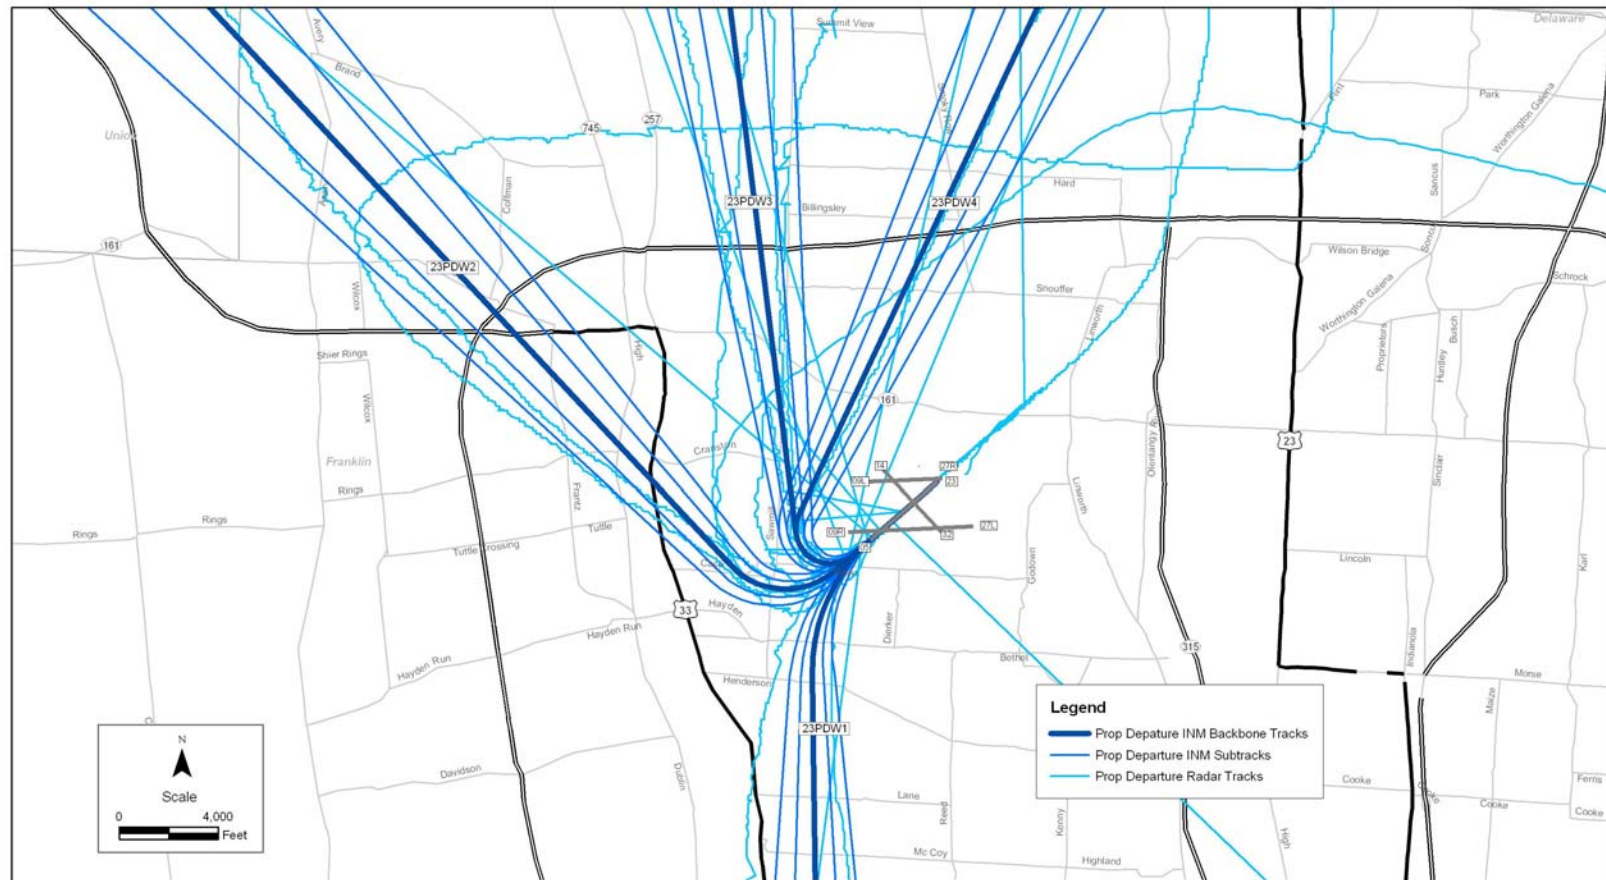 Summit View
Delaware
Avery
Brand
Park
Flint
Worthington Galena
257
745
Union
Hard
Sancus
Coffman
23PDW3
23PDW4
Billingsley
161
Wilson Bridge
23PDW2
Schrock
Wilcox
Snouffer
Worthington Galena
Linworth
High
Proprietors
Busch
Huntley
Shier Rings
161
Wilcox
23
Cranston
Franklin
14
27R
Sinclair
09L
23
Rings
Frantz
Linworth
Rings
Rings
Tuttle
09R
32
27L
Tuttle Crossing
05
Lincoln
Godown
Karl
33
Hayden
Hayden Run
Dierker
315
Indianola
Bethel
Hayden Run
Henderson
Morse
Legend
Maize
23PDW1
Prop Depature INM Backbone Tracks
N
Prop Departure INM Subtracks
Davidson
Dublin
Prop Departure Radar Tracks
Cooke
Ferris
Scale
Lane
Cooke
Cooke
Cooke
0 4,000
Reed
Kenny
Feet
High
Mc Coy
Highland